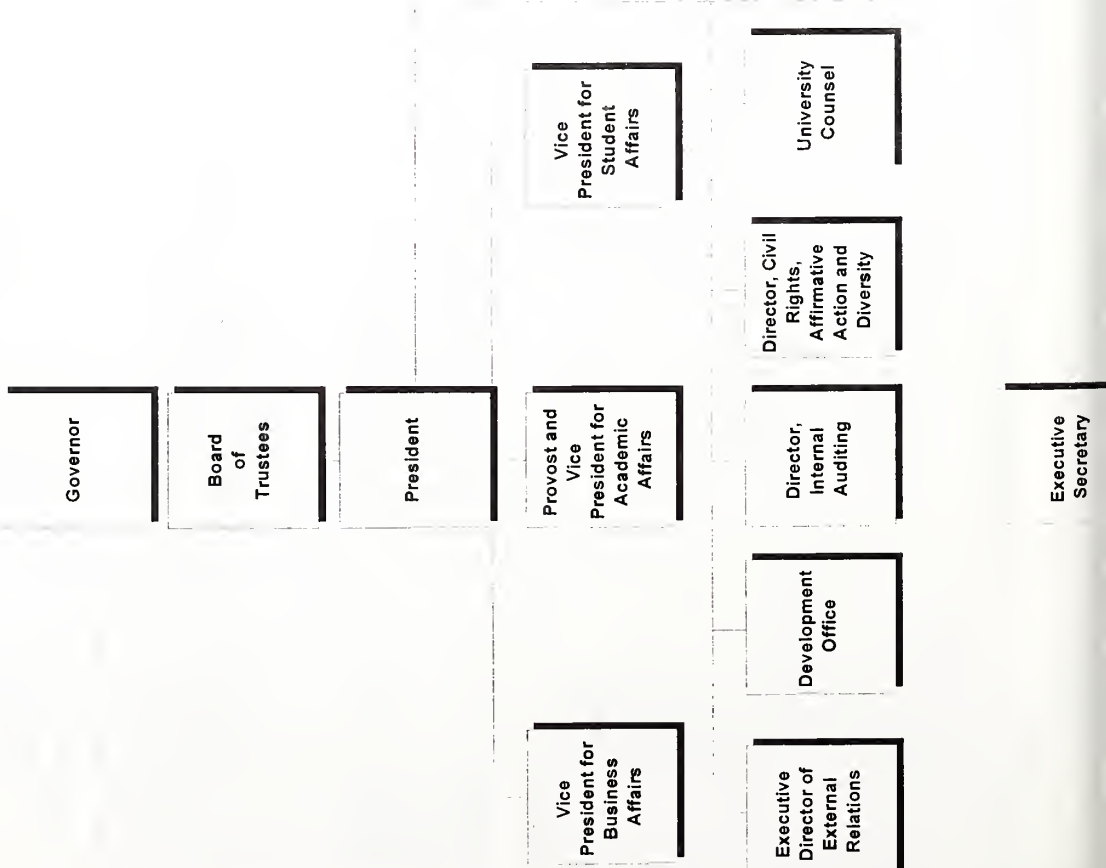 Governor
Board
of
Trustees
President
Vice
President for
Business
Affairs
Provost and
Vice
President for
Academic
Affairs
Vice
President for
Student
Affairs
Executive
Director of
External
Relations
Development
Office
Director,
Internal
Auditing
Director, Civil
Rights,
Affirmative
Action and
Diversity
University
Counsel
Executive
Secretary